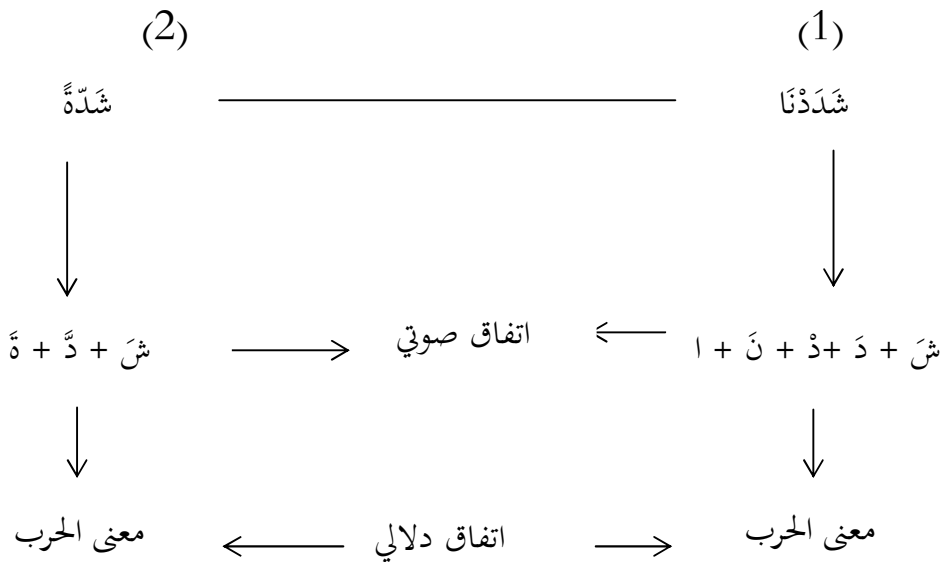 (1) (2)
شَدَدْنَا شَدّةً
شَ + دَ +دْ + نَ + ا اتفاق صوتي شَ + دَّ + ةً
معنى الحرب اتفاق دلالي معنى الحرب